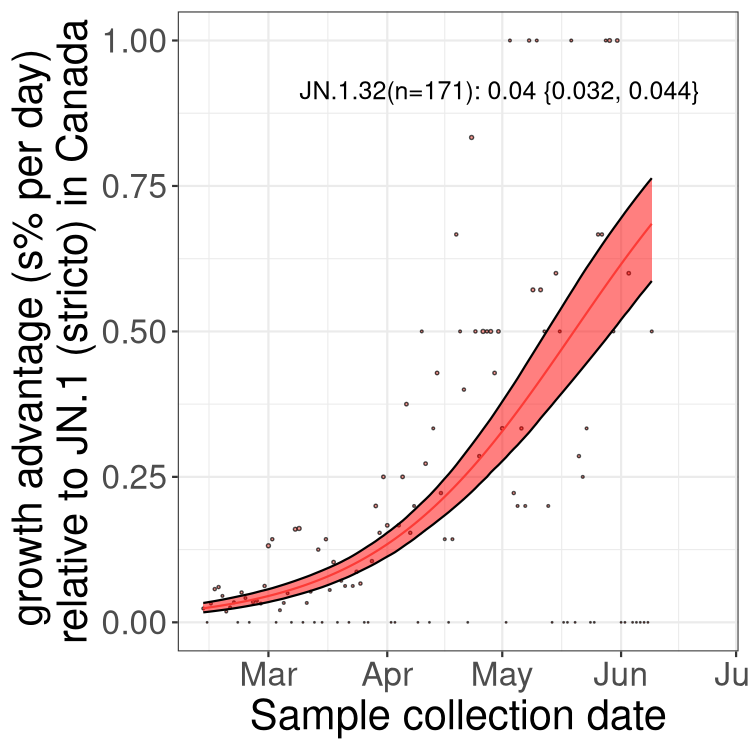 growth advantage (s% per day)
relative to JN.1 (stricto) in Canada
1.00
0.75
0.50
0.25
0.00
JN.1.32(n=171): 0.04 {0.032, 0.044}
Mar Apr May Jun Ju
Sample collection date